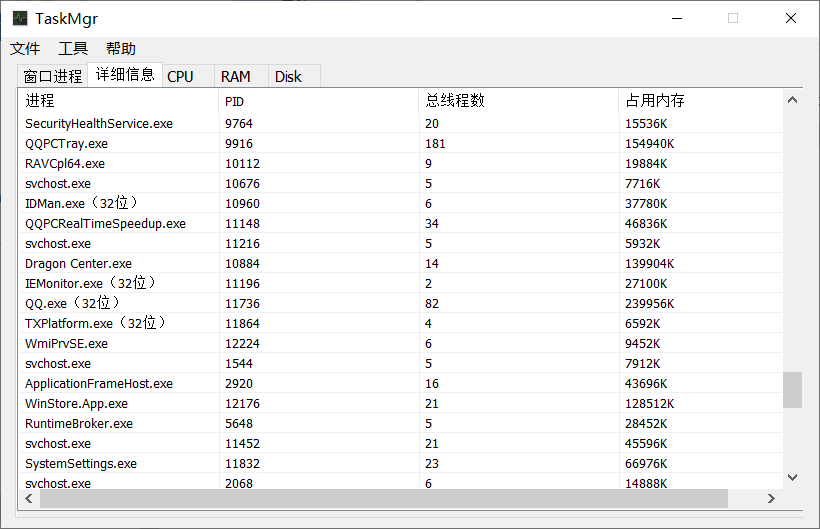 TaskMgr
文件 工具 帮助
窗口进程 详细信息 CPU RAM Disk
进程 PID 总线程数 占用内存
SecurityHealthService.exe 9764 20 15536K
QQPCTray.exe 9916 181 154940K
RAVCpl64.exe 10112 9 19884K
svchost.exe 10676 5 7716K
IDMan.exe（32位） 10960 6 37780K
QQPCRealTimeSpeedup.exe 11148 34 46836K
svchost.exe 11216 5 5932K
Dragon Center.exe 10884 14 139904K
IEMonitor.exe（32位） 11196 2 27100K
QQ.exe（32位） 11736 82 239956K
TXPlatform.exe（32位） 11864 4 6592K
WmiPrvSE.exe 12224 6 9452K
svchost.exe 1544 5 7912K
ApplicationFrameHost.exe 2920 16 43696K
WinStore.App.exe 12176 21 128512K
RuntimeBroker.exe 5648 5 28452K
svchost.exe 11452 21 45596K
SystemSettings.exe 11832 23 66976K
svchost.exe 2068 6 14888K